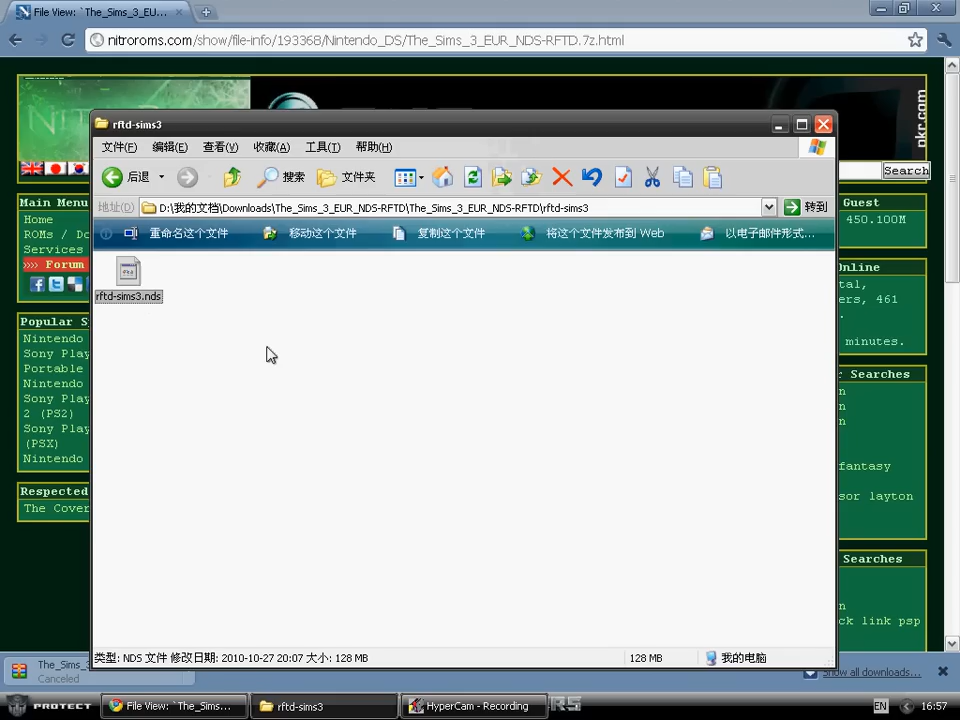 File View: `The_Sims_3_EU...
nitroroms.com/show/file-info/193368/Nintendo_DS/The_Sims_3_EUR_NDS-RFTD.7z.html
nkr.com
Search
Main Menu
Home
ROMs / Do
Services
>>>> Forum
Popular S
Nintendo
Sony Play
Portable
Nintendo
Sony Play
2 (PS2)
Sony Play
(PSX)
Nintendo
Respected
The Cover
rftd-sims3
文件(F) 编辑(E) 查看(V) 收藏(A) 工具(T) 帮助(H)
后退 搜索 文件夹
地址(D) D:\我的文档\Downloads\The_Sims_3_EUR_NDS-RFTD\The_Sims_3_EUR_NDS-RFTD\rftd-sims3 转到
重命名这个文件 移动这个文件 复制这个文件 将这个文件发布到 Web 以电子邮件形式...
rftd-sims3.nds
类型: NDS 文件 修改日期: 2010-10-27 20:07 大小: 128 MB 128 MB 我的电脑
Guest
450.100M
Online
tal,
ers, 461
.
minutes.
r Searches
n
n
n
fantasy
sor layton
Searches
n
ck link psp
The_Sims_3
Canceled
Show all downloads...
PROTECT File View: `The_Sims... rftd-sims3 HyperCam - Recording EN 16:57